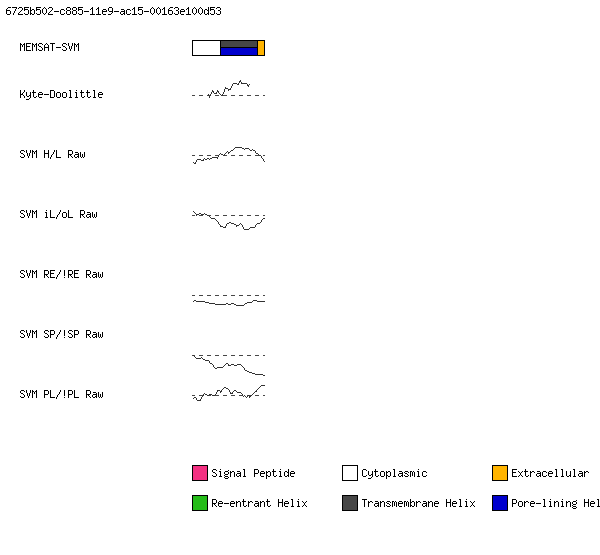 6725b502-c885-11e9-ac15-00163e100d53
MEMSAT-SVM
Kyte-Doolittle
SVM H/L Raw
SVM iL/oL Raw
SVM RE/!RE Raw
SVM SP/!SP Raw
SVM PL/!PL Raw
Signal Peptide Cytoplasmic Extracellular
Re-entrant Helix Transmembrane Helix Pore-lining Hel